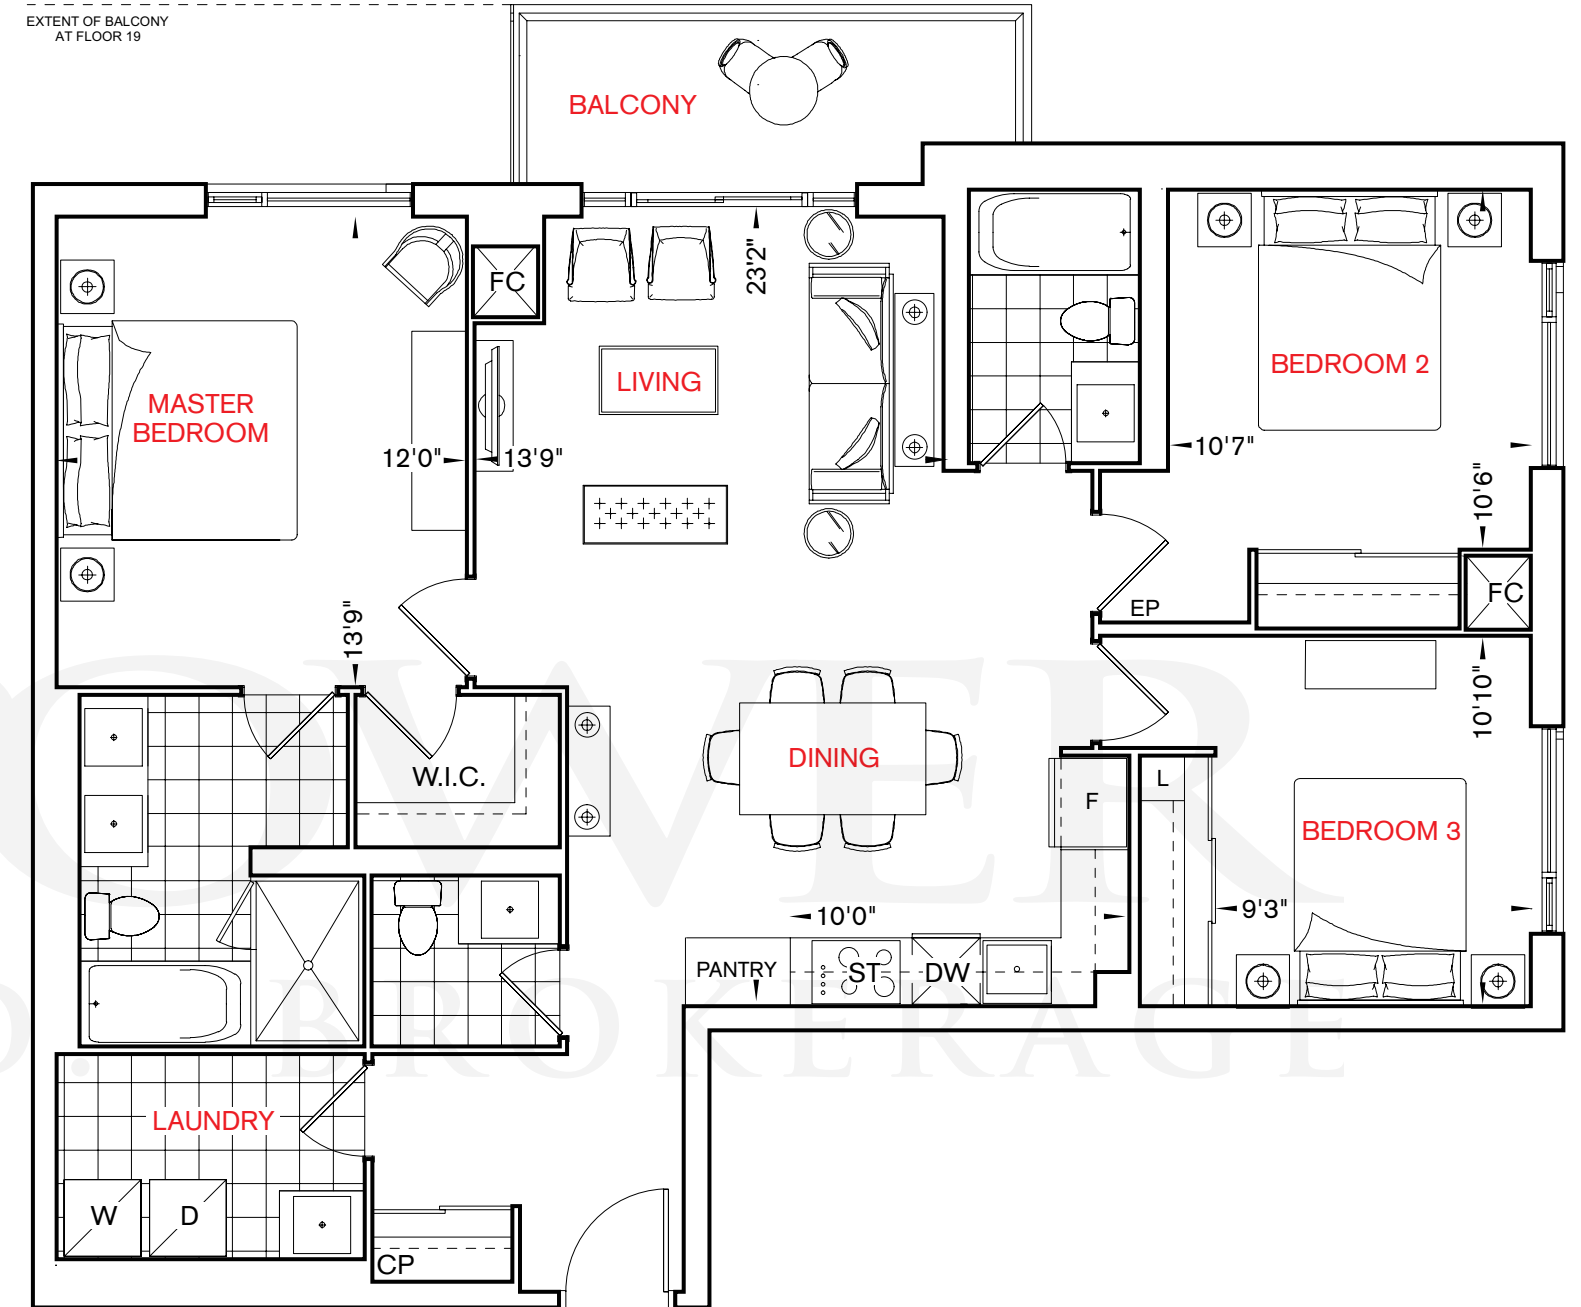 EXTENT OF BALCONY
AT FLOOR 19
BALCONY
23'2"
FC
LIVING
BEDROOM 2
MASTER
BEDROOM
12'0"
13'9"
10'7"
10'6"
FC
EP
13'9"
10'10"
DINING
W.I.C.
L
F
BEDROOM 3
10'0"
9'3"
PANTRY
ST
DW
OWER
BROKERAGE
LAUNDRY
W
D
CP